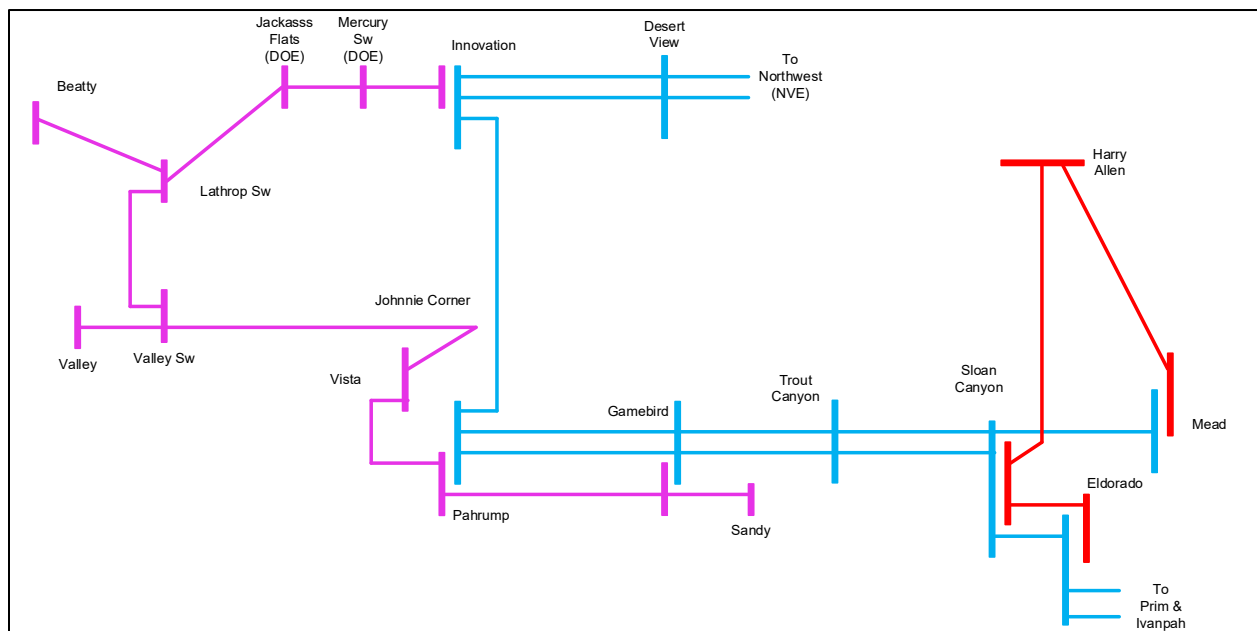 Jackasss
Flats
(DOE)
Mercury
Sw
(DOE)
Innovation
Desert
View
To
Northwest
(NVE)
Beatty
Harry
Allen
Lathrop Sw
Johnnie Corner
Valley
Valley Sw
Vista
Gamebird
Trout
Canyon
Sloan
Canyon
Mead
Eldorado
Pahrump
Sandy
To
Prim &
Ivanpah